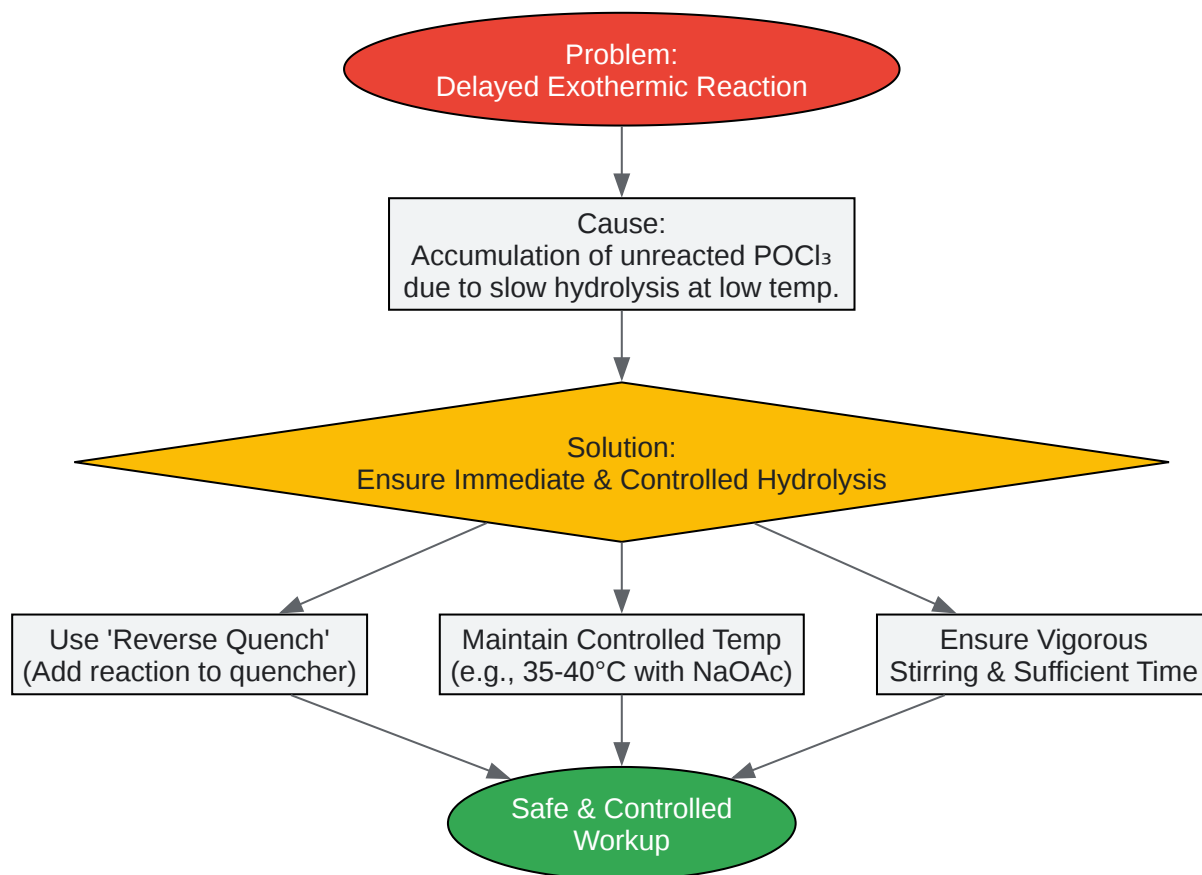 Problem:
Delayed Exothermic Reaction
Cause:
Accumulation of unreacted POCl₃
due to slow hydrolysis at low temp.
Solution:
Ensure Immediate & Controlled Hydrolysis
Use 'Reverse Quench'
(Add reaction to quencher)
Maintain Controlled Temp
(e.g., 35-40°C with NaOAc)
Ensure Vigorous
Stirring & Sufficient Time
Safe & Controlled
Workup